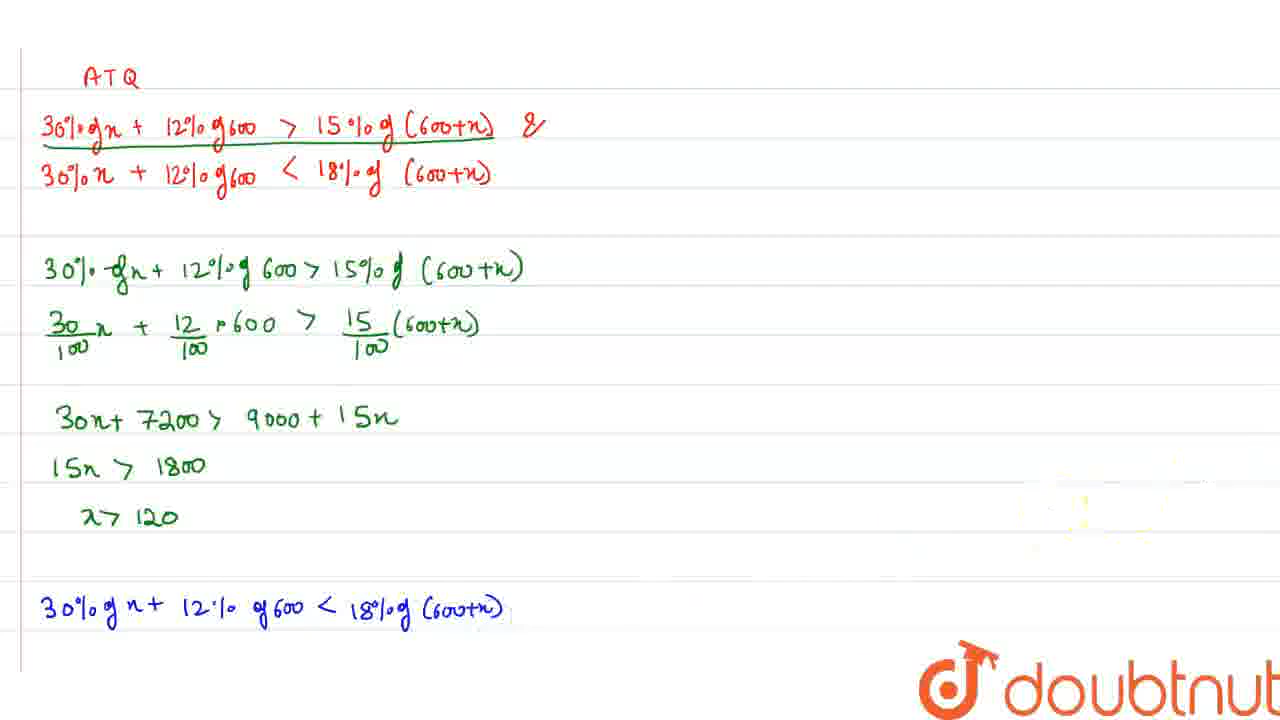 ATQ
30% of x + 12% of 600 > 15% of (600+x) &
30% x + 12% of 600 < 18% of (600+x)
30% of x + 12% of 600 > 15% of (600+x)
30/100 x + 12/100 × 600 > 15/100 (600+x)
30x + 7200 > 9000 + 15x
15x > 1800
x > 120
30% of x + 12% of 600 < 18% of (600+x)
doubtnut